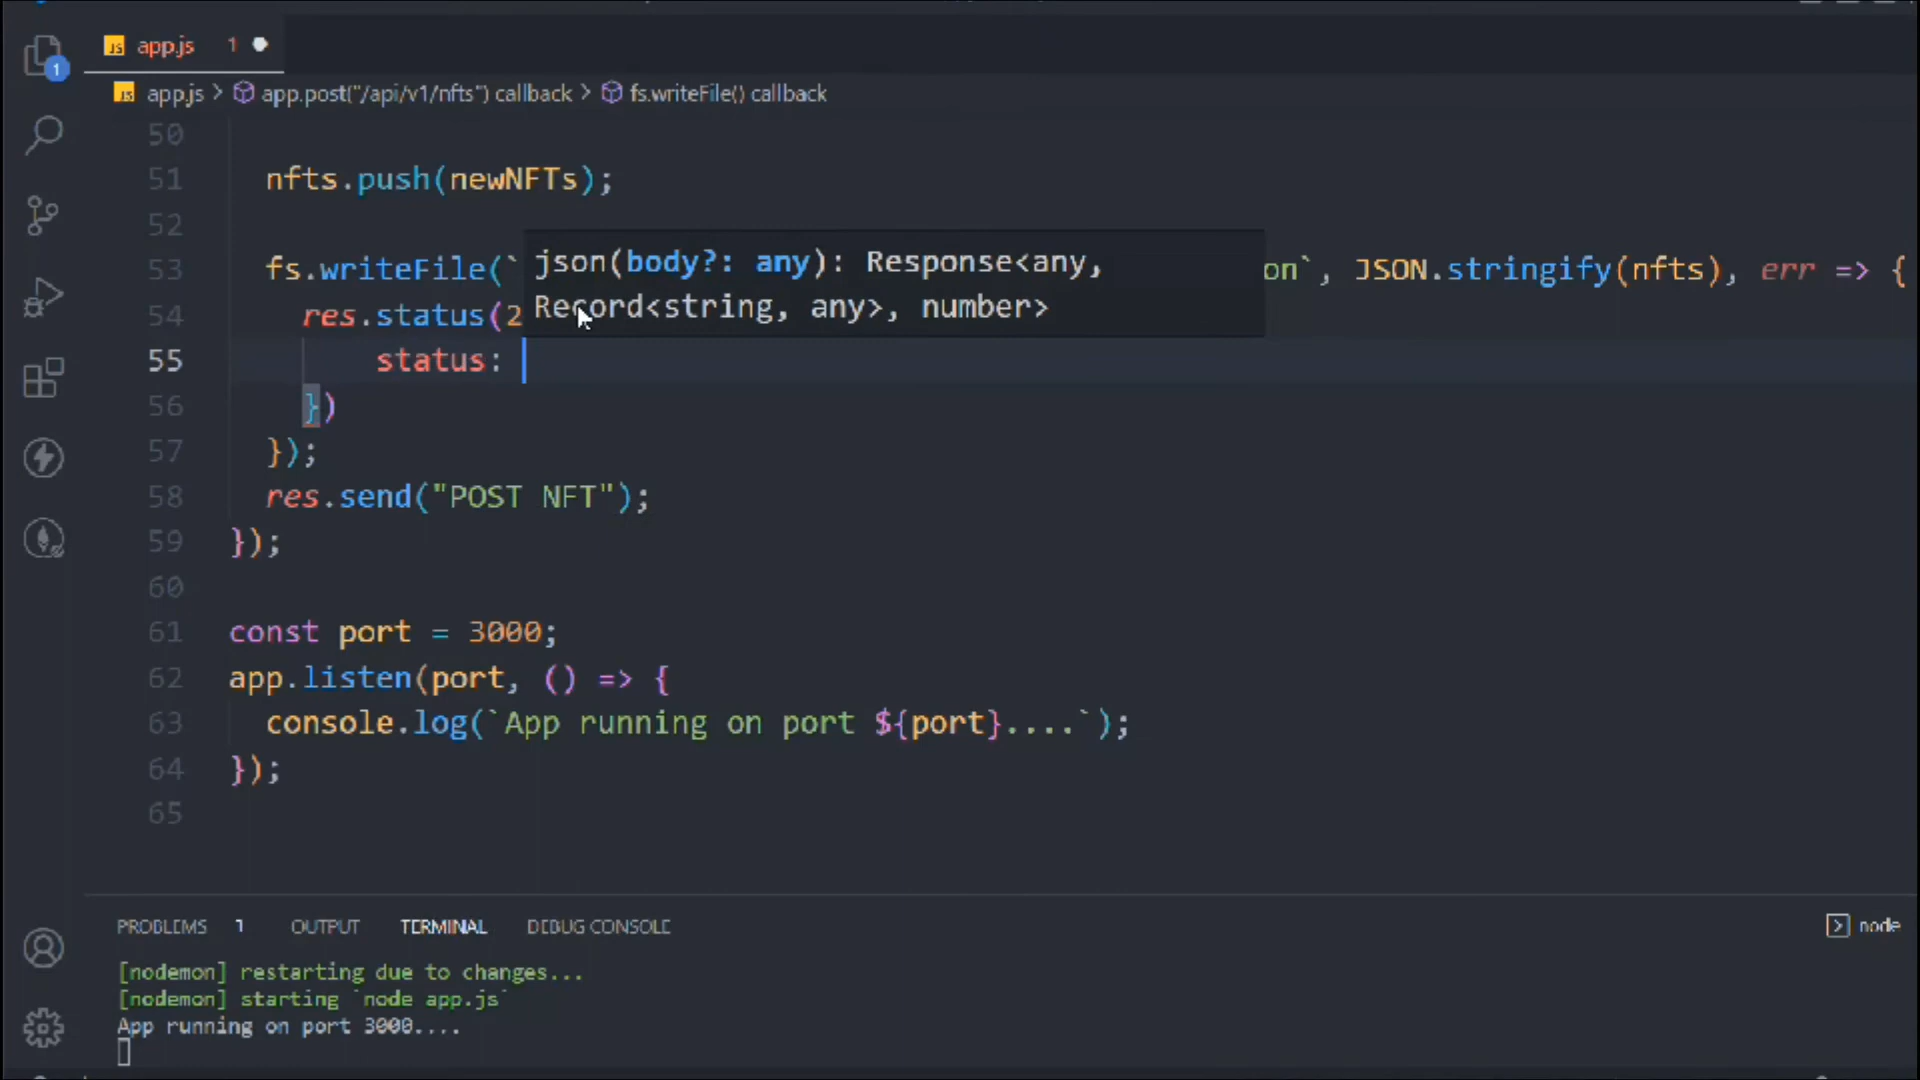 JS app.js 1
1
JS app.js > app.post("/api/v1/nfts") callback > fs.writeFile() callback
50
51 nfts.push(newNFTs);
52
json(body?: any): Response<any,
Record<string, any>, number>
53 fs.writeFile(` on`, JSON.stringify(nfts), err => {
54 res.status(2
55 status:
56 })
57 });
58 res.send("POST NFT");
59 });
60
61 const port = 3000;
62 app.listen(port, () => {
63 console.log(`App running on port ${port}....`);
64 });
65
PROBLEMS 1 OUTPUT TERMINAL DEBUG CONSOLE node
[nodemon] restarting due to changes...
[nodemon] starting `node app.js`
App running on port 3000....